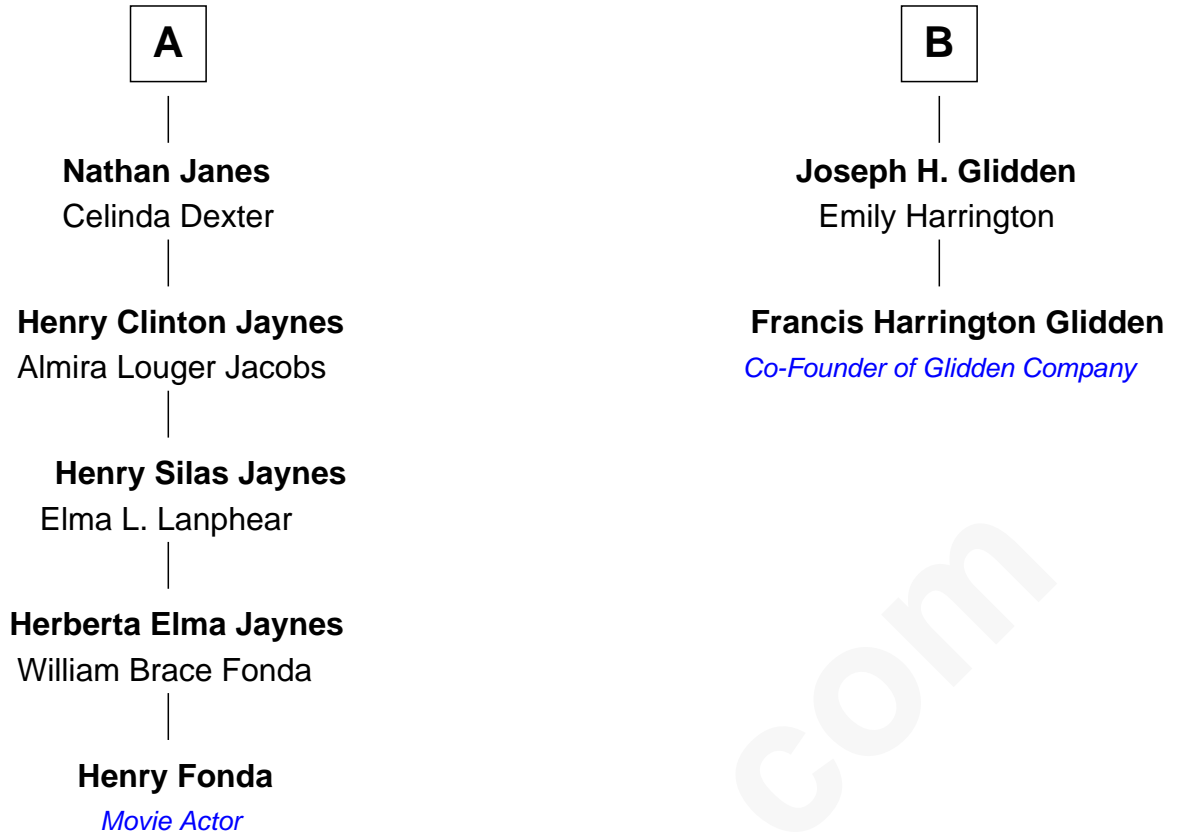 A
Nathan Janes
Celinda Dexter
Henry Clinton Jaynes
Almira Louger Jacobs
Henry Silas Jaynes
Elma L. Lanphear
Herberta Elma Jaynes
William Brace Fonda
Henry Fonda
Movie Actor
B
Joseph H. Glidden
Emily Harrington
Francis Harrington Glidden
Co-Founder of Glidden Company
com